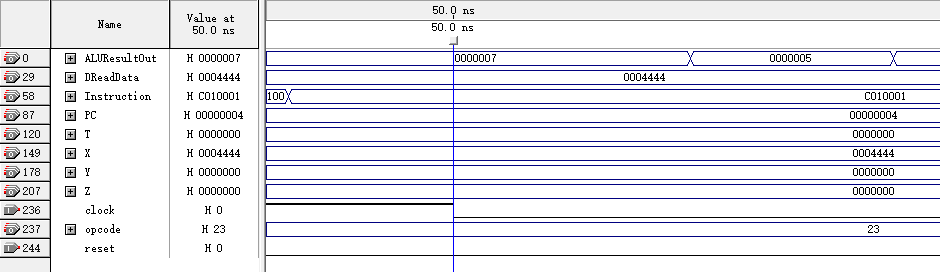 50.0 ns
Name Value at 50.0 ns 50.0 ns
0 ALUResultOut H 0000007 0000007 0000005
29 DReadData H 0004444 0004444
58 Instruction H C010001 100 C010001
87 PC H 00000004 00000004
120 T H 0000000 0000000
149 X H 0004444 0004444
178 Y H 0000000 0000000
207 Z H 0000000 0000000
236 clock H 0
237 opcode H 23 23
244 reset H 0